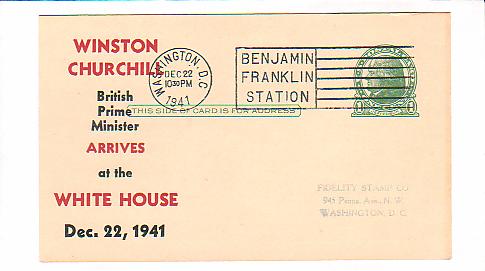 WINSTON
CHURCHILL
British
Prime
Minister
ARRIVES
at the
WHITE HOUSE
Dec. 22, 1941
WASHINGTON, D.C.
DEC 22
10 30 PM
1941
BENJAMIN
FRANKLIN
STATION
THIS SIDE OF CARD IS FOR ADDRESS
FIDELITY STAMP CO
945 Penna. Ave., N. W.
WASHINGTON, D. C.